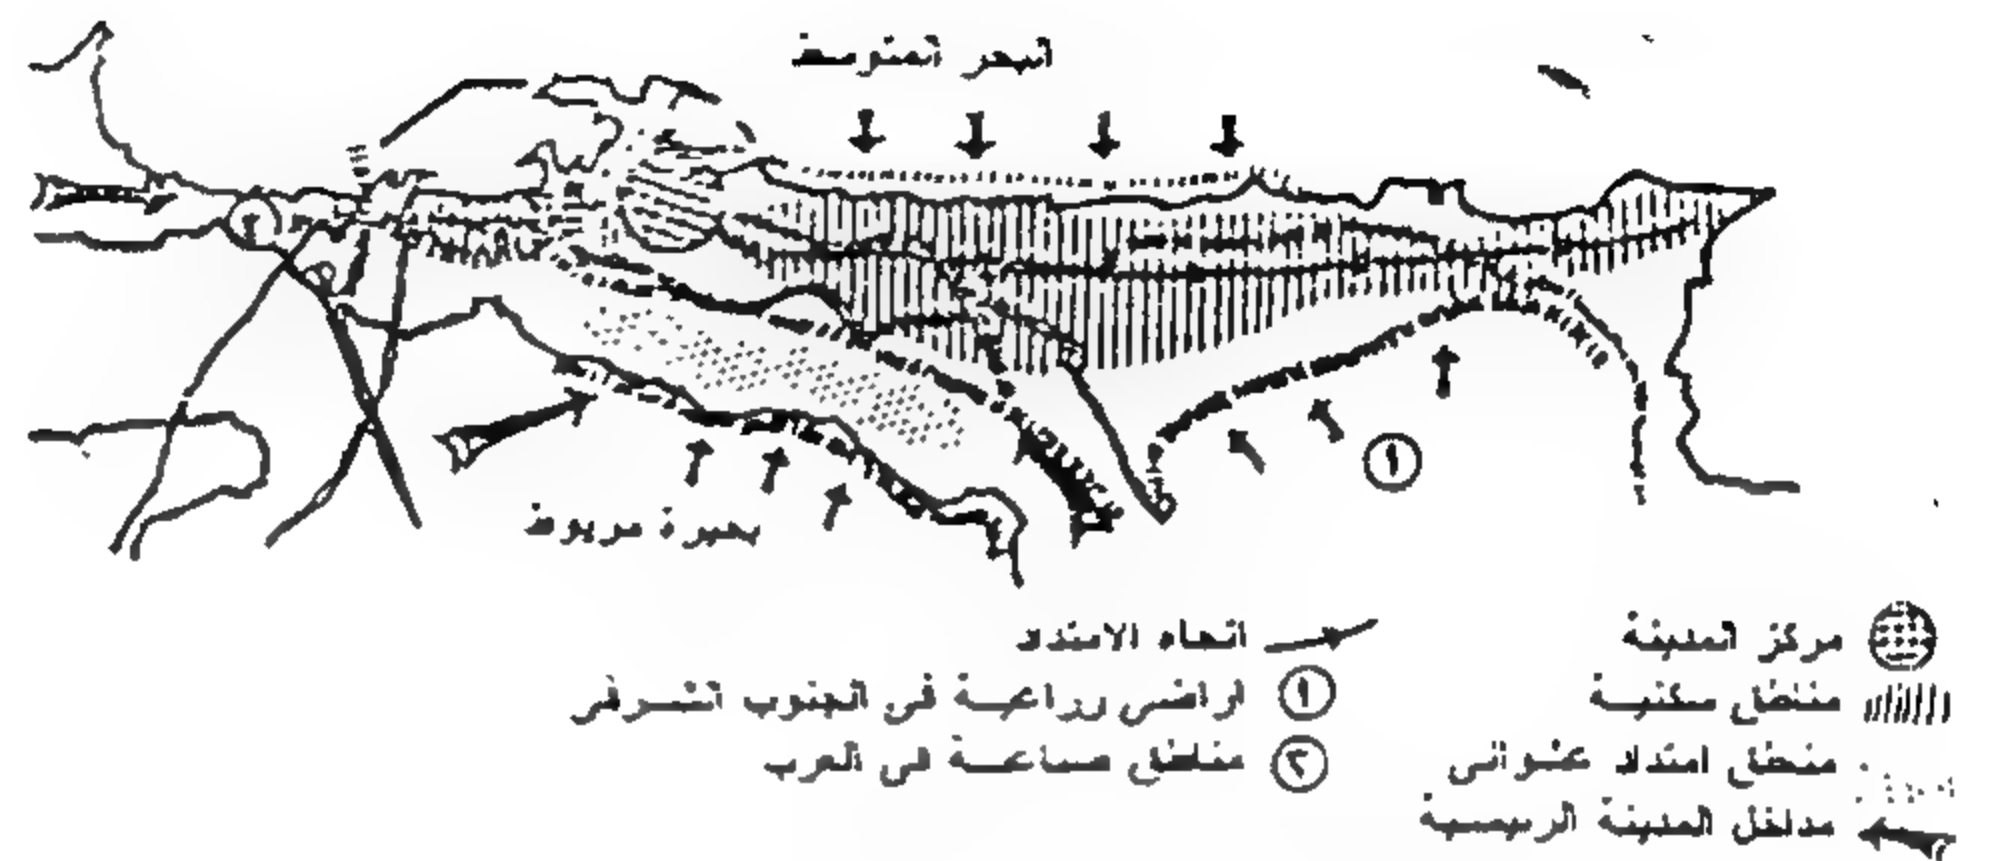 البحر المتوسط
١
بحيرة مريوط
مركز المدينة
مناطق سكنية
مناطق امتداد عشوائى
مداخل المدينة الرئيسية
اتجاه الامتداد
١ اراضى زراعية فى الجنوب الشرقى
٢ مناطق صناعية فى الغرب